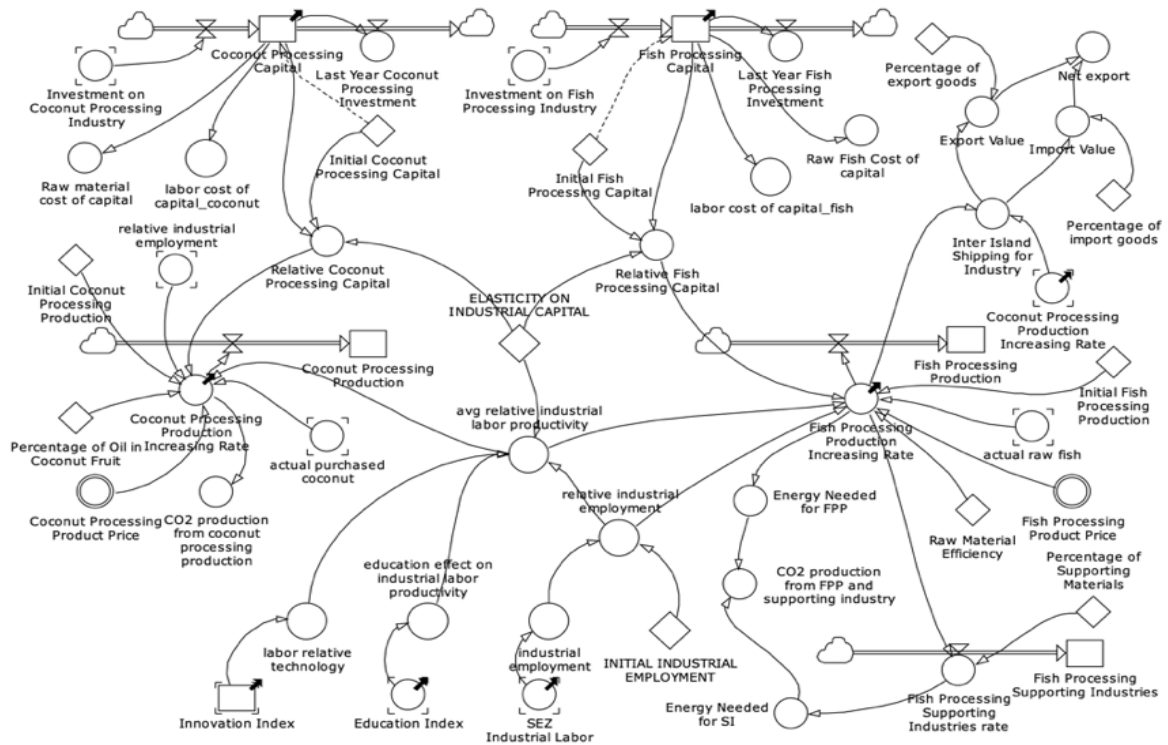 Coconut Processing
Capital
Last Year Coconut
Processing
Investment
Investment on
Coconut Processing
Industry
Raw material
cost of capital
labor cost of
capital_coconut
Initial Coconut
Processing Capital
Fish Processing
Capital
Last Year Fish
Processing
Investment
Investment on Fish
Processing Industry
Raw Fish Cost of
capital
Initial Fish
Processing Capital
labor cost of capital_fish
Percentage of
export goods
Net export
Export Value
Import Value
Percentage of
import goods
Inter Island
Shipping for
Industry
Coconut Processing
Production
Increasing Rate
relative industrial
employment
Initial Coconut
Processing
Production
Relative Coconut
Processing Capital
Relative Fish
Processing Capital
ELASTICITY ON
INDUSTRIAL CAPITAL
Coconut Processing
Production
Fish Processing
Production
Initial Fish
Processing
Production
Percentage of Oil in
Coconut Fruit
Coconut Processing
Production
Increasing Rate
actual purchased
coconut
avg relative industrial
labor productivity
Fish Processing
Production
Increasing Rate
actual raw fish
Coconut Processing
Product Price
CO2 production
from coconut
processing
production
relative industrial
employment
Energy Needed
for FPP
Raw Material
Efficiency
Fish Processing
Product Price
Percentage of
Supporting
Materials
education effect on
industrial labor
productivity
CO2 production
from FPP and
supporting industry
labor relative
technology
industrial
employment
INITIAL INDUSTRIAL
EMPLOYMENT
Innovation Index
Education Index
SEZ
Industrial Labor
Energy Needed
for SI
Fish Processing
Supporting
Industries rate
Fish Processing
Supporting Industries